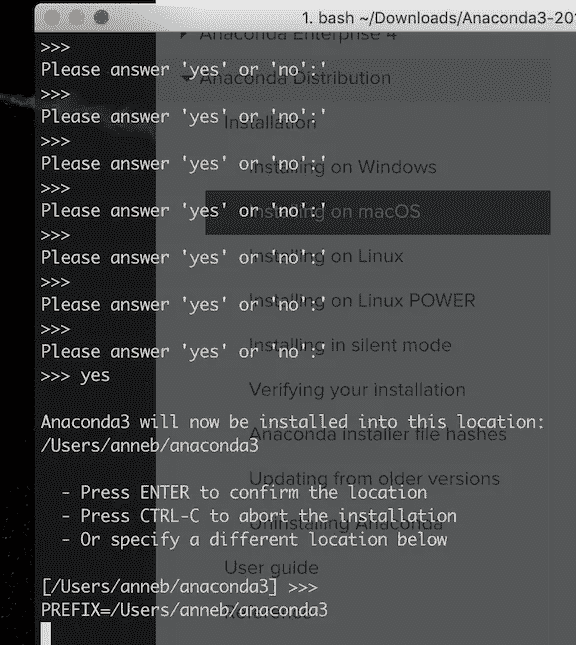 1. bash ~/Downloads/Anaconda3-201
>>>
Please answer 'yes' or 'no':'
>>>
Please answer 'yes' or 'no':'
>>>
Please answer 'yes' or 'no':'
>>>
Please answer 'yes' or 'no':'
>>>
Please answer 'yes' or 'no':'
>>>
Please answer 'yes' or 'no':'
>>>
Please answer 'yes' or 'no':'
>>> yes
Anaconda3 will now be installed into this location:
/Users/anneb/anaconda3
- Press ENTER to confirm the location
- Press CTRL-C to abort the installation
- Or specify a different location below
[/Users/anneb/anaconda3] >>>
PREFIX=/Users/anneb/anaconda3
Anaconda Enterprise 4
Anaconda Distribution
Installation
Installing on Windows
Installing on macOS
Installing on Linux
Installing on Linux POWER
Installing in silent mode
Verifying your installation
Anaconda installer file hashes
Updating from older versions
Uninstalling Anaconda
User guide
Reference